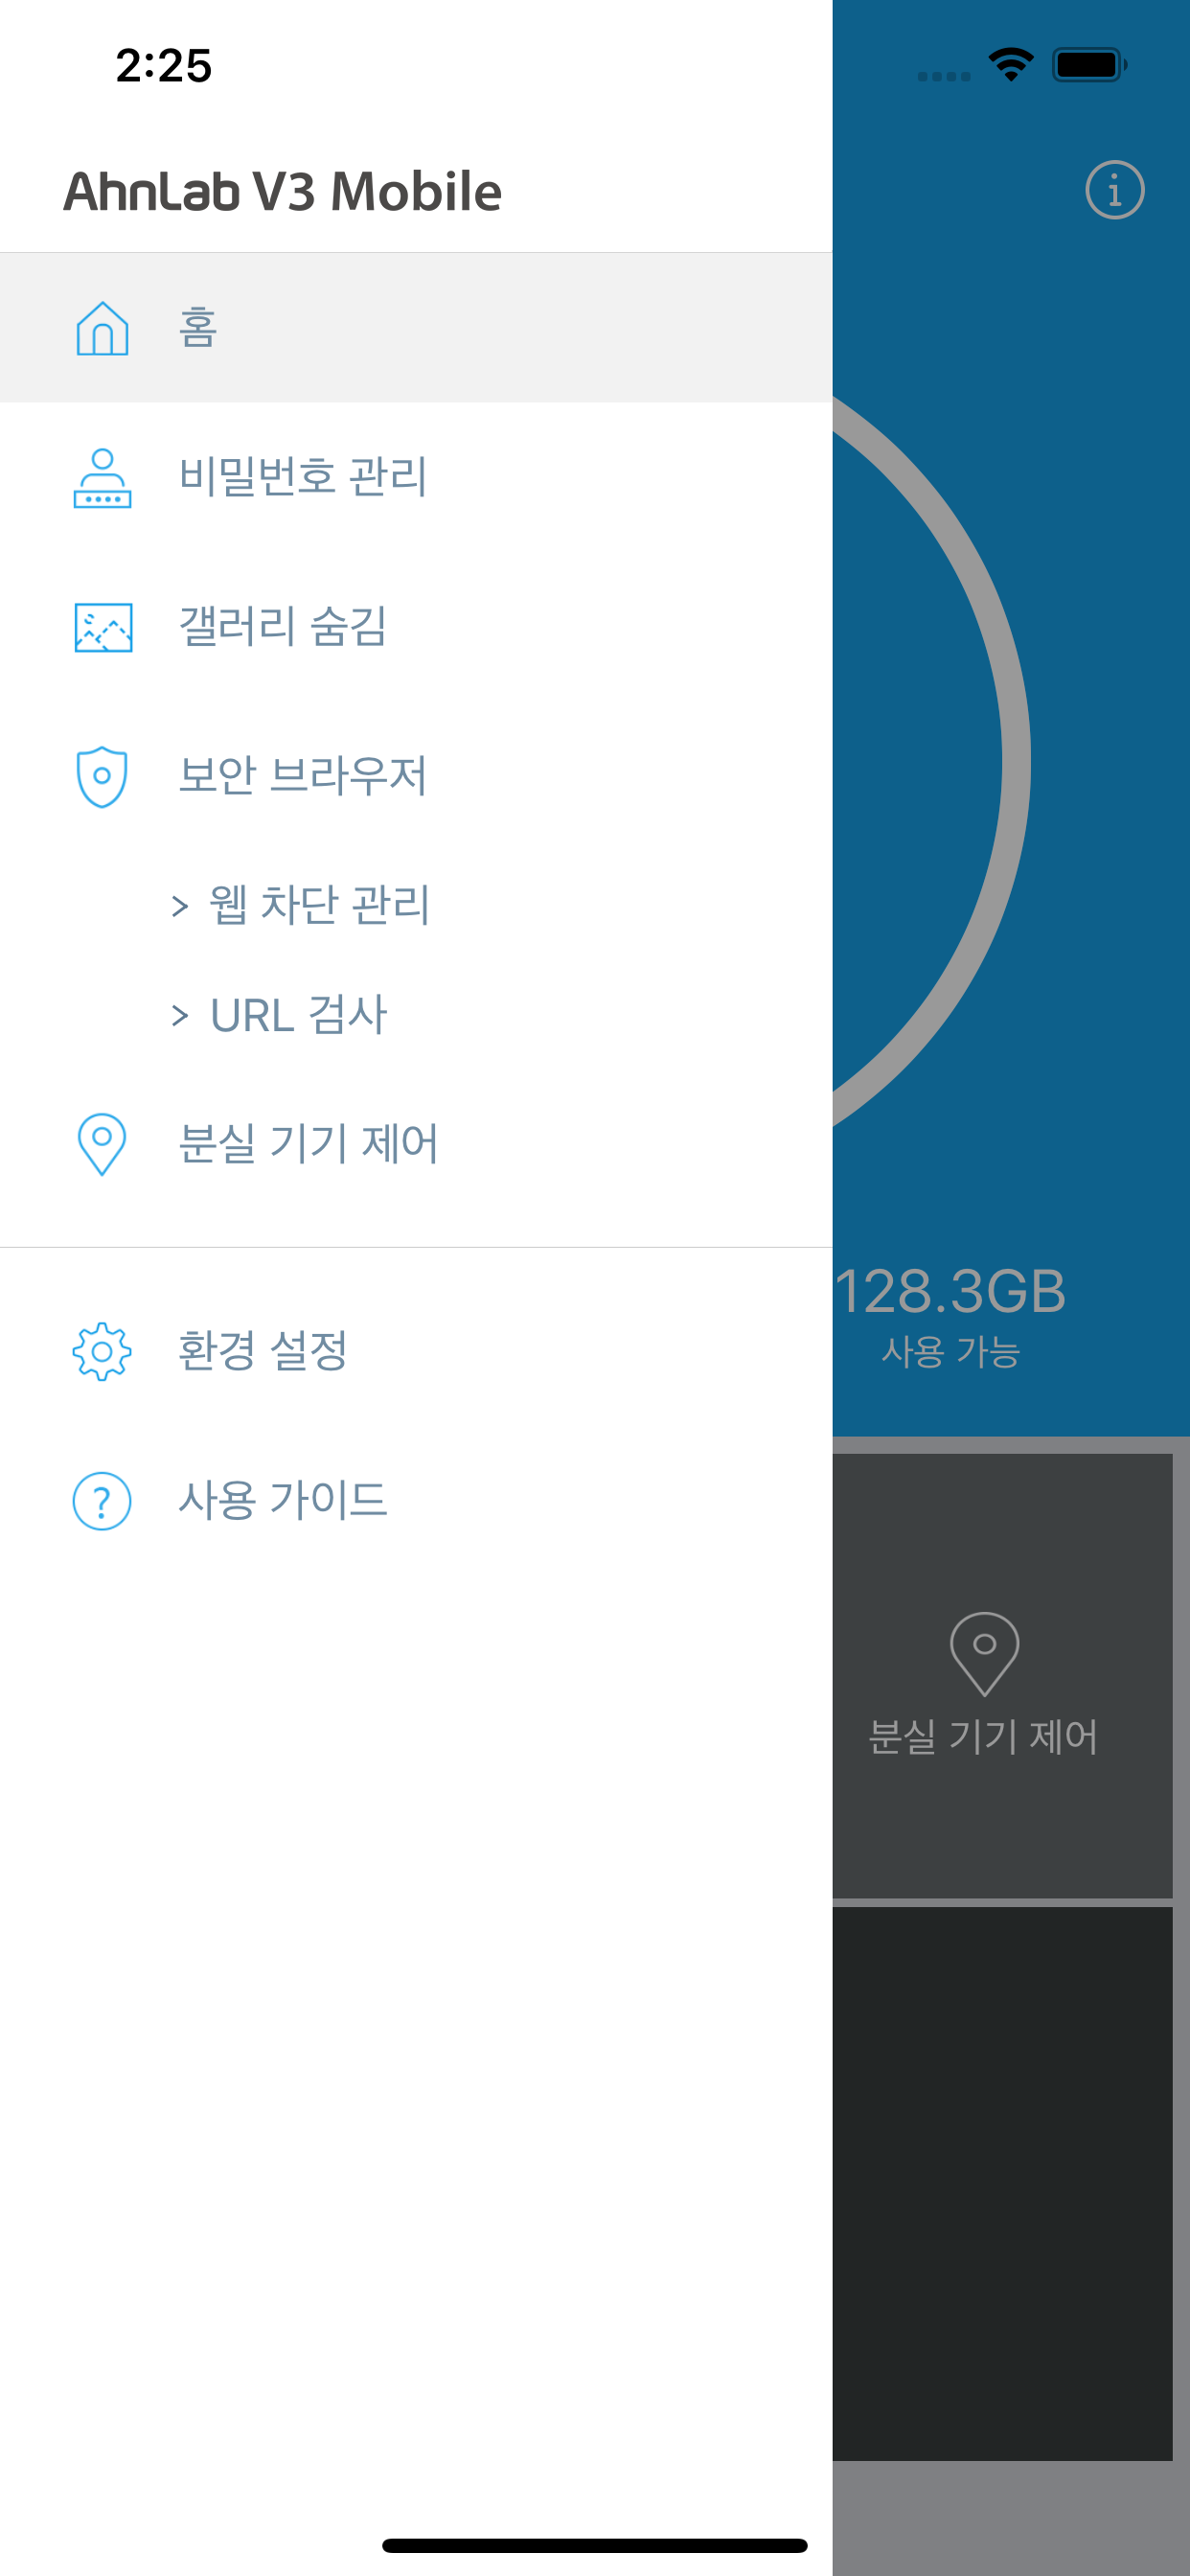 2:25
AhnLab V3 Mobile
홈
비밀번호 관리
갤러리 숨김
보안 브라우저
> 웹 차단 관리
> URL 검사
분실 기기 제어
128.3GB
사용 가능
환경 설정
사용 가이드
분실 기기 제어